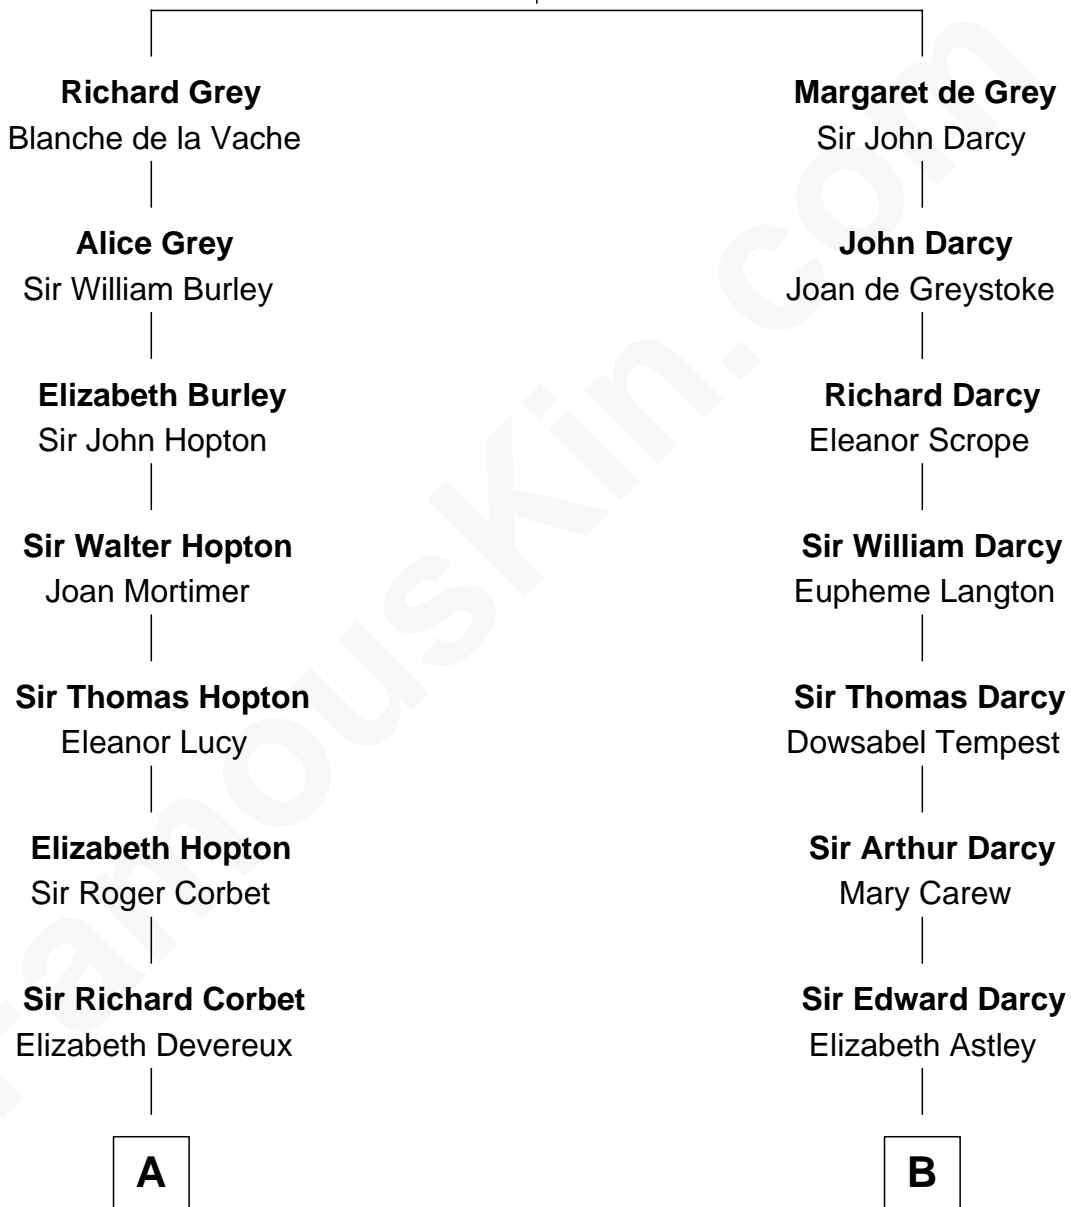 Richard Grey
Blanche de la Vache
Alice Grey
Sir William Burley
Elizabeth Burley
Sir John Hopton
Sir Walter Hopton
Joan Mortimer
Sir Thomas Hopton
Eleanor Lucy
Elizabeth Hopton
Sir Roger Corbet
Sir Richard Corbet
Elizabeth Devereux
A
Margaret de Grey
Sir John Darcy
John Darcy
Joan de Greystoke
Richard Darcy
Eleanor Scrope
Sir William Darcy
Eupheme Langton
Sir Thomas Darcy
Dowsabel Tempest
Sir Arthur Darcy
Mary Carew
Sir Edward Darcy
Elizabeth Astley
B
FamousKin.com